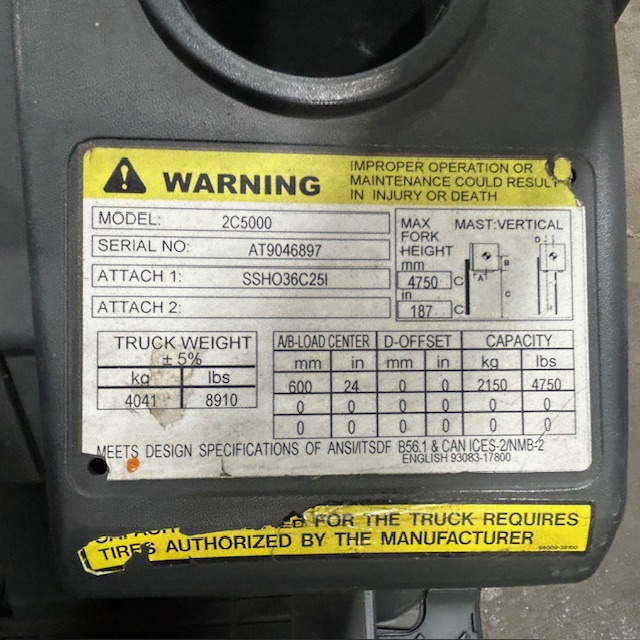 WARNING
IMPROPER OPERATION OR
MAINTENANCE COULD RESULT
IN INJURY OR DEATH
MODEL: 2C5000
SERIAL NO: AT9046897
ATTACH 1: SSHO36C25I
ATTACH 2:
MAX FORK HEIGHT
mm
4750
in
187
MAST:VERTICAL
D
B
A
C
C
C
TRUCK WEIGHT
± 5%
kg lbs
4041 8910
A/B-LOAD CENTER D-OFFSET CAPACITY
mm in mm in kg lbs
600 24 0 0 2150 4750
0 0 0 0 0 0
0 0 0 0 0 0
MEETS DESIGN SPECIFICATIONS OF ANSI/ITSDF B56.1 & CAN ICES-2/NMB-2
ENGLISH 93083-17800
FOR THE TRUCK REQUIRES
TIRES AUTHORIZED BY THE MANUFACTURER